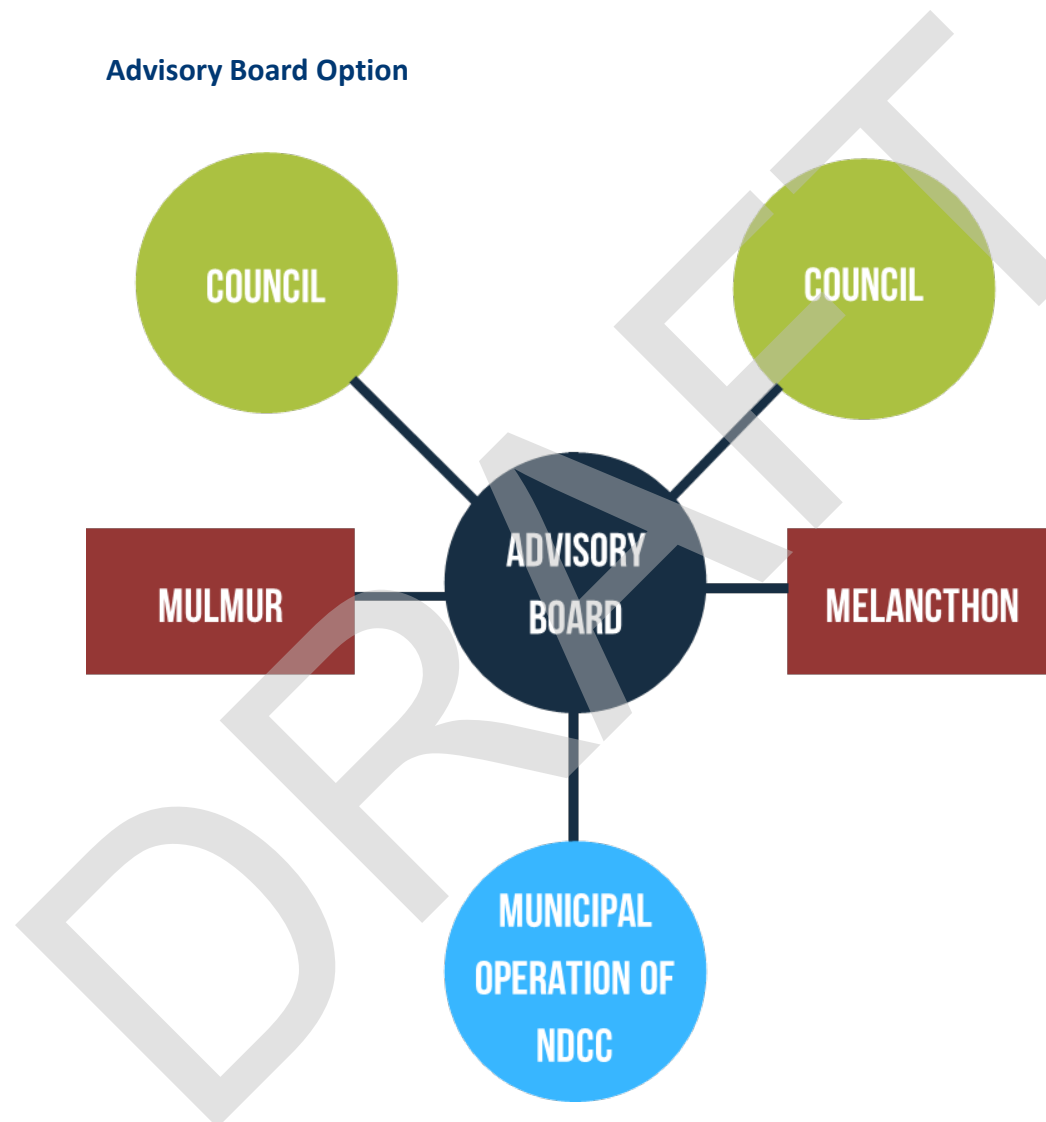 Advisory Board Option
COUNCIL
COUNCIL
ADVISORY
BOARD
MULMUR
MELANCTHON
MUNICIPAL
OPERATION OF
NDCC
DRAFT